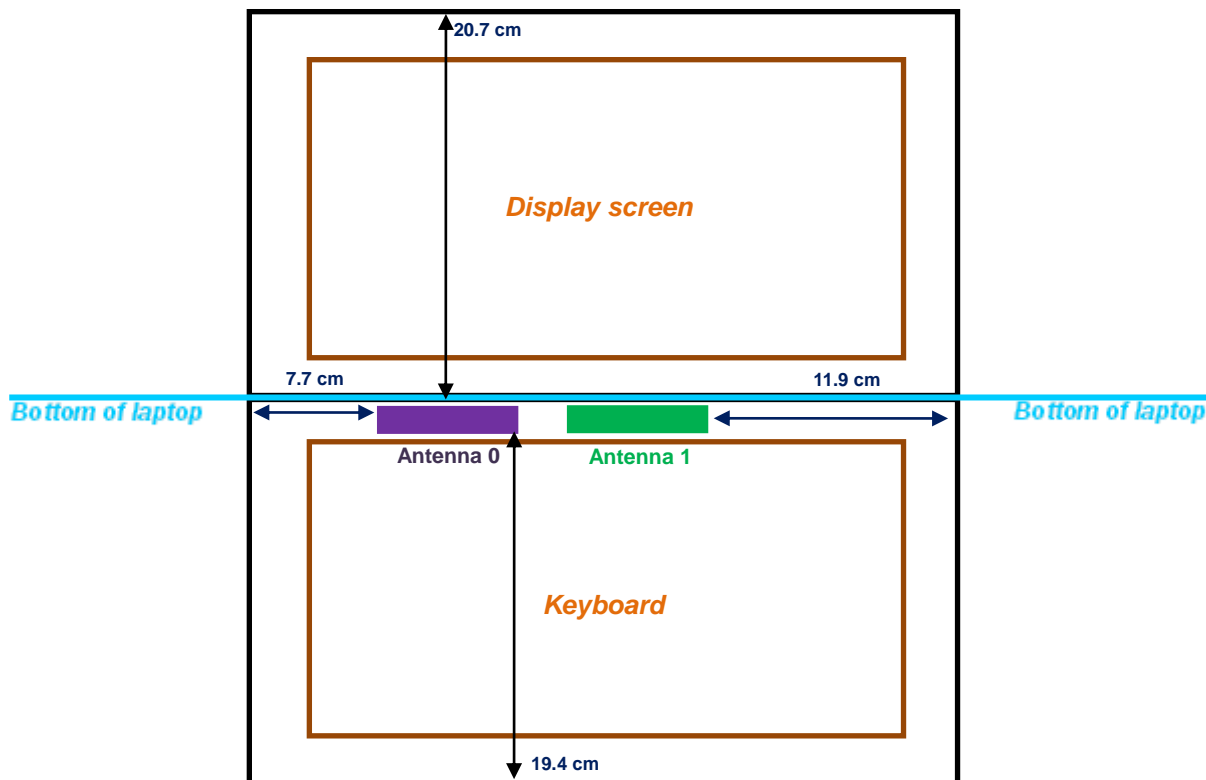 20.7 cm
Display screen
7.7 cm
11.9 cm
Bottom of laptop
Bottom of laptop
Antenna 0
Antenna 1
Keyboard
19.4 cm